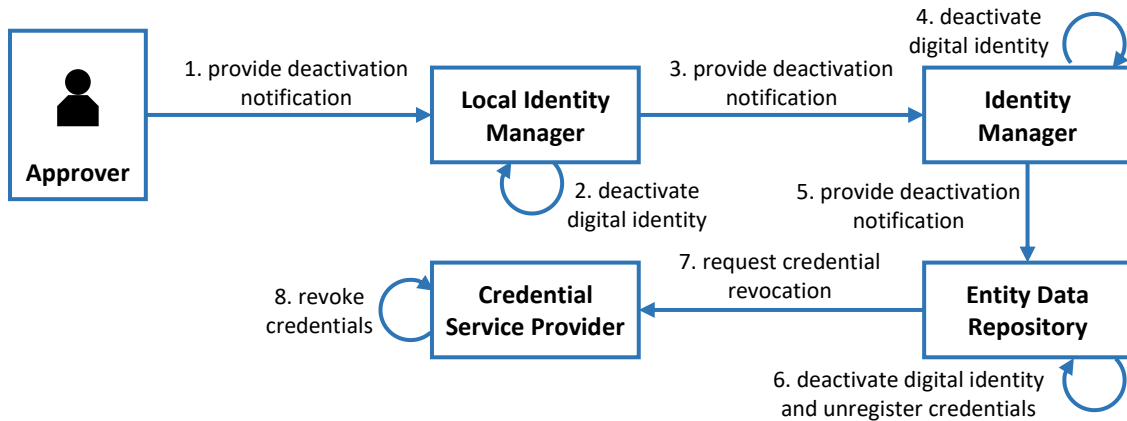 1. provide deactivation
notification
3. provide deactivation
notification
4. deactivate
digital identity
Approver
Local Identity
Manager
Identity
Manager
2. deactivate
digital identity
5. provide deactivation
notification
8. revoke
credentials
Credential
Service Provider
7. request credential
revocation
Entity Data
Repository
6. deactivate digital identity
and unregister credentials